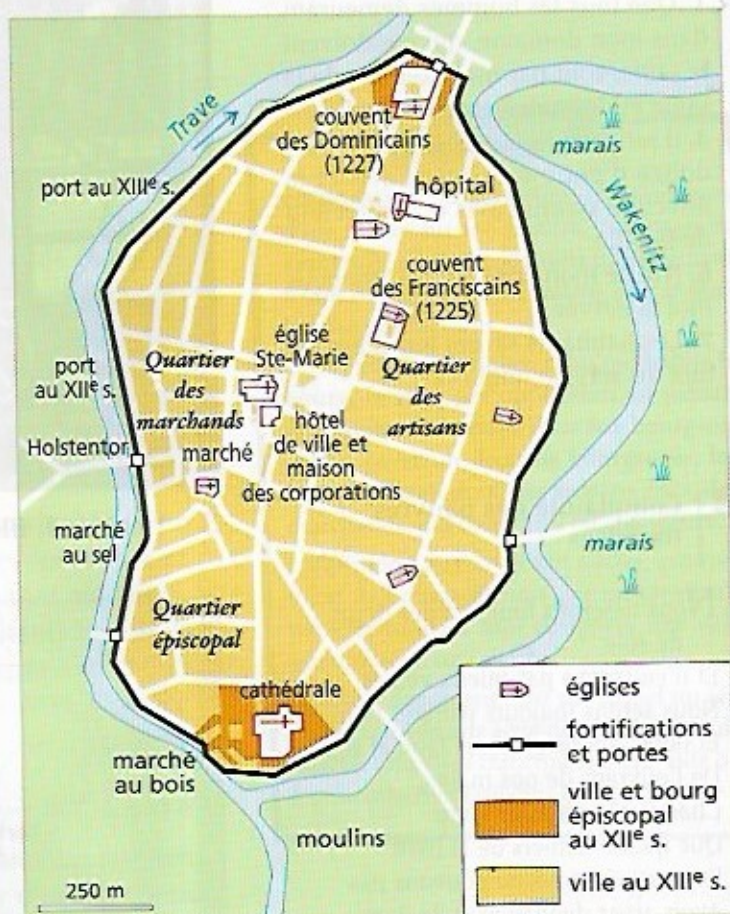 Trave
couvent
des Dominicains
(1227)
marais
port au XIIIe s.
hôpital
Wakenitz
couvent
des Franciscains
(1225)
église
Ste-Marie
port
au XIIe s.
Quartier
des
marchands
Quartier
des
artisans
hôtel
de ville et
maison
des corporations
Holstentor
marché
marché
au sel
marais
Quartier
épiscopal
cathédrale
marché
au bois
moulins
250 m
églises
fortifications
et portes
ville et bourg
épiscopal
au XIIe s.
ville au XIIIe s.